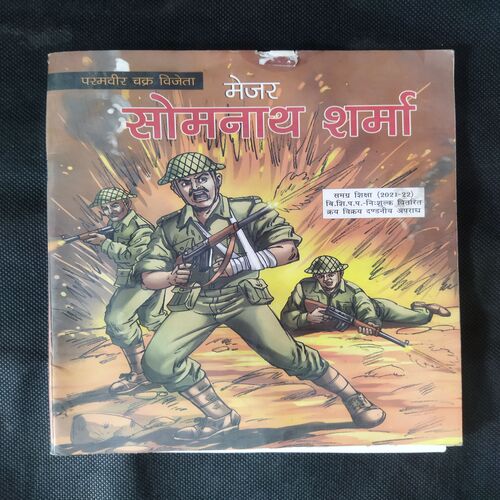 परमवीर चक्र विजेता
मेजर
सोमनाथ शर्मा
समग्र शिक्षा (2021-22)
बि.शि.प.प.-निःशुल्क वितरित
क्रय विक्रय दण्डनीय अपराध